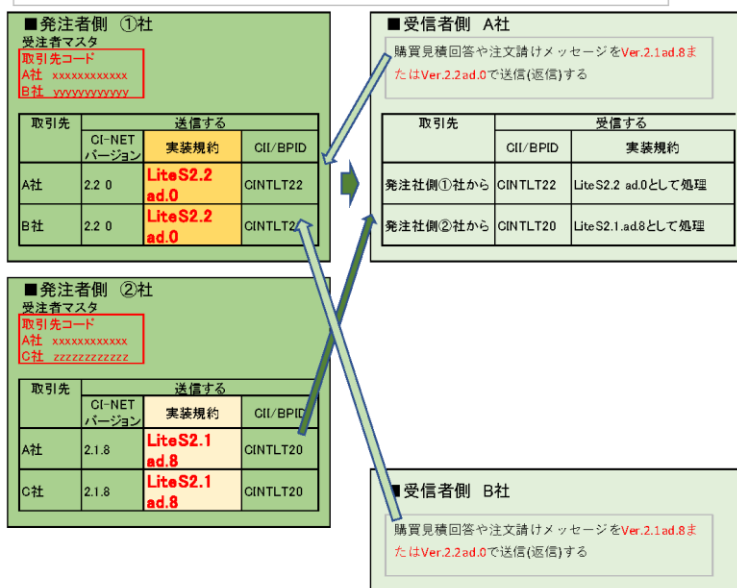 ■発注者側 ①社
受注者マスタ
取引先コード
A社 xxxxxxxxxxxx
B社 yyyyyyyyyyyy
取引先 送信する
CI-NETバージョン 実装規約 CII/BPID
A社 2.2 0 LiteS2.2 ad.0 CINTLT22
B社 2.2 0 LiteS2.2 ad.0 CINTLT2
■受信者側 A社
購買見積回答や注文請けメッセージをVer.2.1ad.8ま
たはVer.2.2ad.0で送信(返信)する
取引先 受信する
CII/BPID 実装規約
発注社側①社から CINTLT22 LiteS2.2 ad.0として処理
発注社側②社から CINTLT20 LiteS2.1.ad8として処理
■発注者側 ②社
受注者マスタ
取引先コード
A社 xxxxxxxxxxxx
C社 zzzzzzzzzzzz
取引先 送信する
CI-NETバージョン 実装規約 CII/BPID
A社 2.1.8 LiteS2.1 ad.8 CINTLT20
C社 2.1.8 LiteS2.1 ad.8 CINTLT20
■受信者側 B社
購買見積回答や注文請けメッセージをVer.2.1ad.8ま
たはVer.2.2ad.0で送信(返信)する